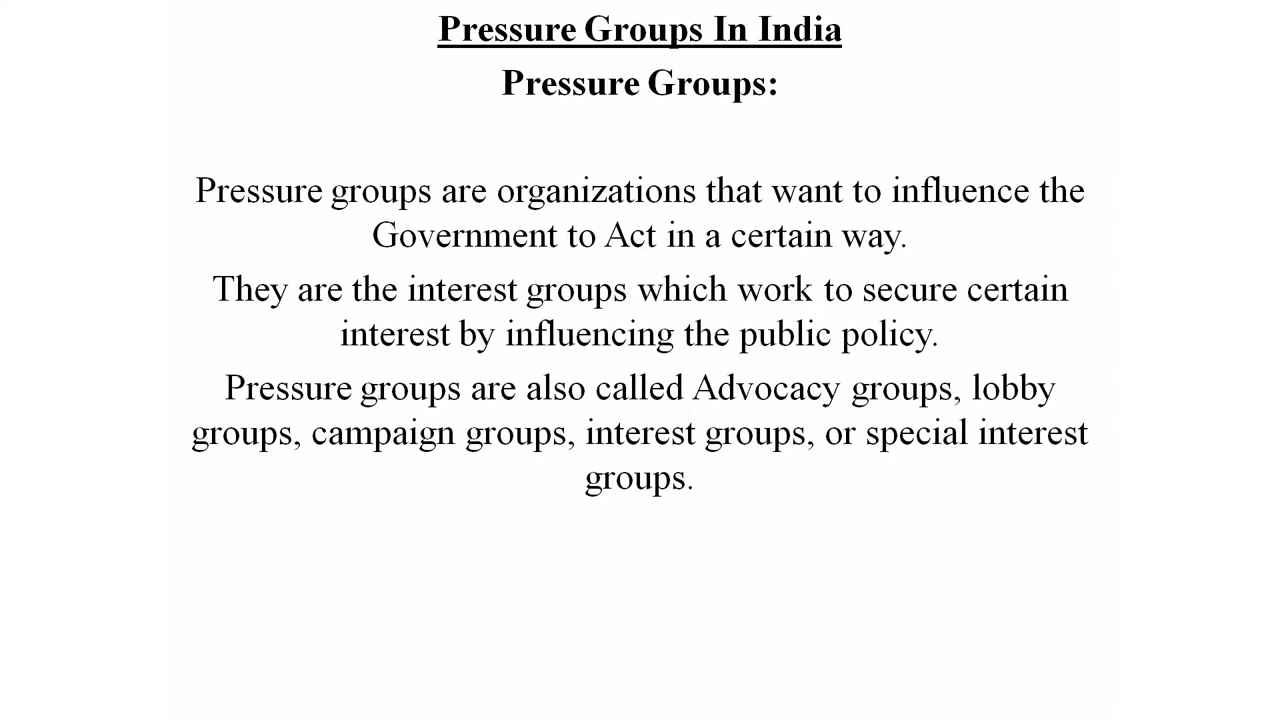 Pressure Groups In India
Pressure Groups:
Pressure groups are organizations that want to influence the
Government to Act in a certain way.
They are the interest groups which work to secure certain
interest by influencing the public policy.
Pressure groups are also called Advocacy groups, lobby
groups, campaign groups, interest groups, or special interest
groups.